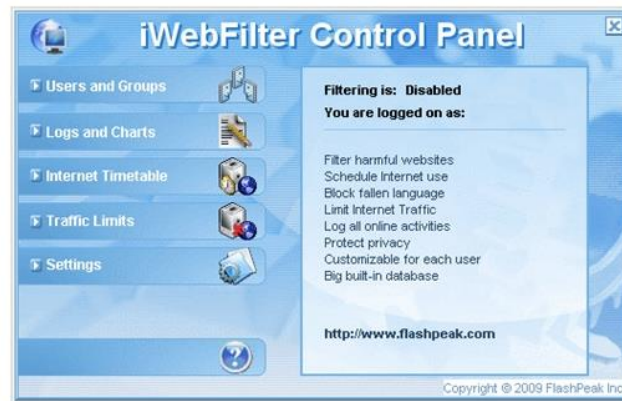 iWebFilter Control Panel
Users and Groups
Logs and Charts
Internet Timetable
Traffic Limits
Settings
Filtering is: Disabled
You are logged on as:
Filter harmful websites
Schedule Internet use
Block fallen language
Limit Internet Traffic
Log all online activities
Protect privacy
Customizable for each user
Big built-in database
http://www.flashpeak.com
Copyright @ 2009 FlashPeak Inc